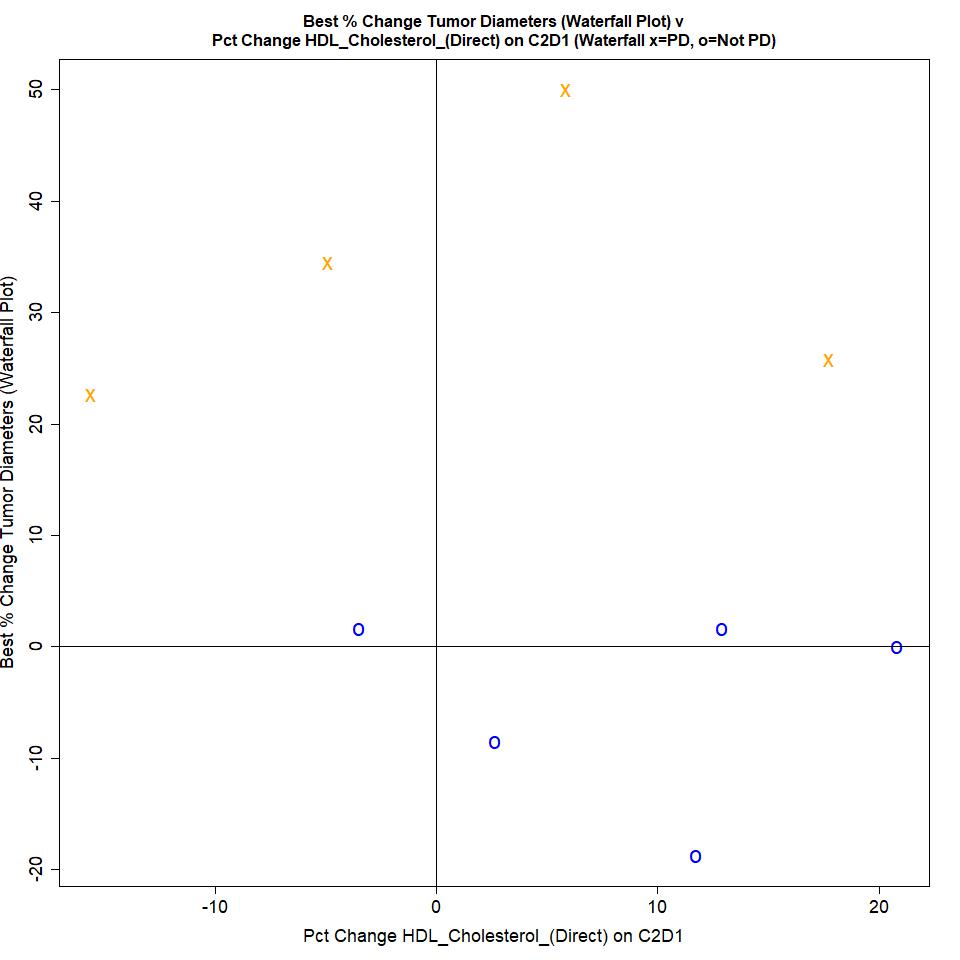 Best % Change Tumor Diameters (Waterfall Plot) v
Pct Change HDL_Cholesterol_(Direct) on C2D1 (Waterfall x=PD, o=Not PD)
Best % Change Tumor Diameters (Waterfall Plot)
50
40
30
20
10
0
-10
-20
X
X
X
X
O
O
O
O
O
-10
0
10
20
Pct Change HDL_Cholesterol_(Direct) on C2D1